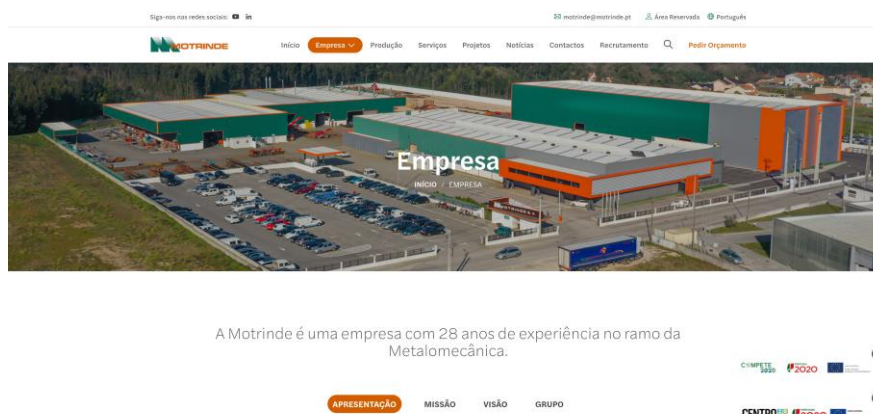 Siga-nos nas redes sociais: in
motrinde@motrinde.pt Área Reservada Português
MOTRINDE Início Empresa Produção Serviços Projetos Notícias Contactos Recrutamento Pedir Orçamento
Empresa
INÍCIO / EMPRESA
MOTRINDE
A Motrinde é uma empresa com 28 anos de experiência no ramo da
Metalomecânica.
COMPETE
2020 2020
APRESENTAÇÃO MISSÃO VISÃO GRUPO
CENTRO 2020